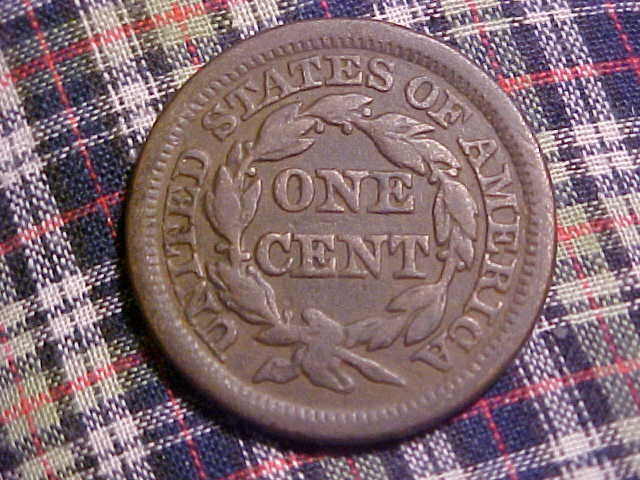 UNITED STATES OF AMERICA
ONE
CENT